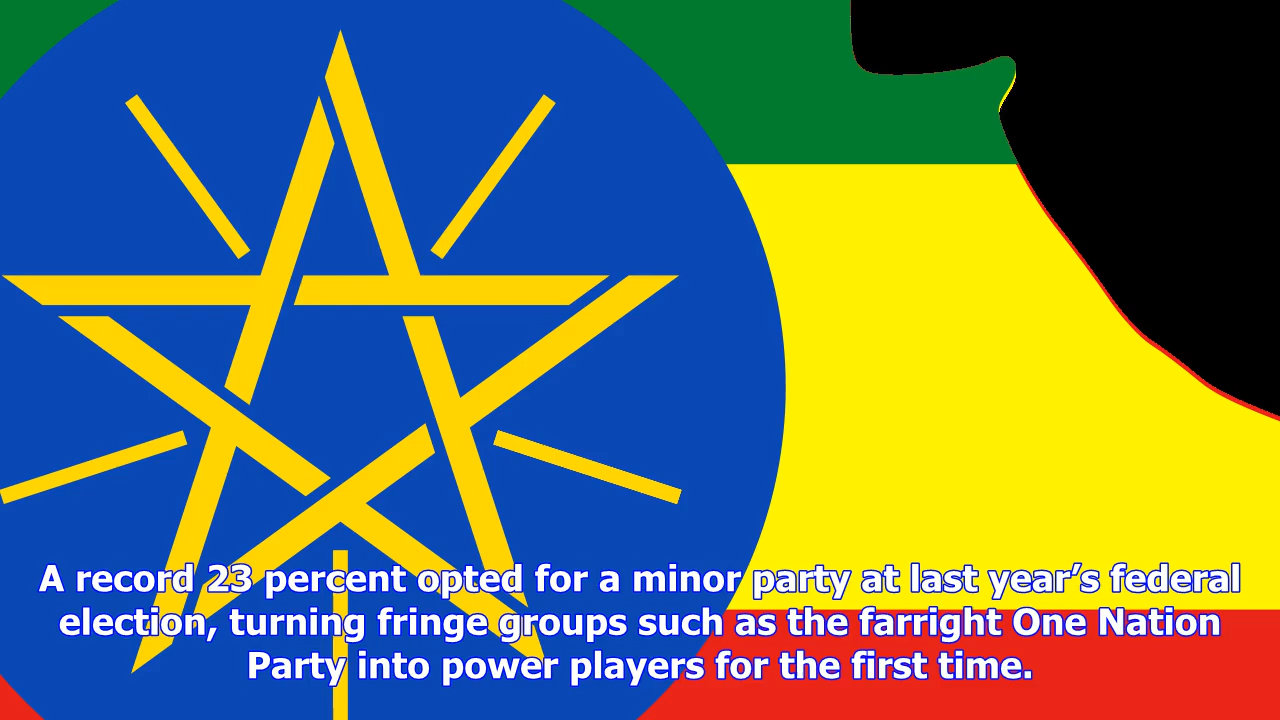 A record 23 percent opted for a minor party at last year’s federal
election, turning fringe groups such as the farright One Nation
Party into power players for the first time.